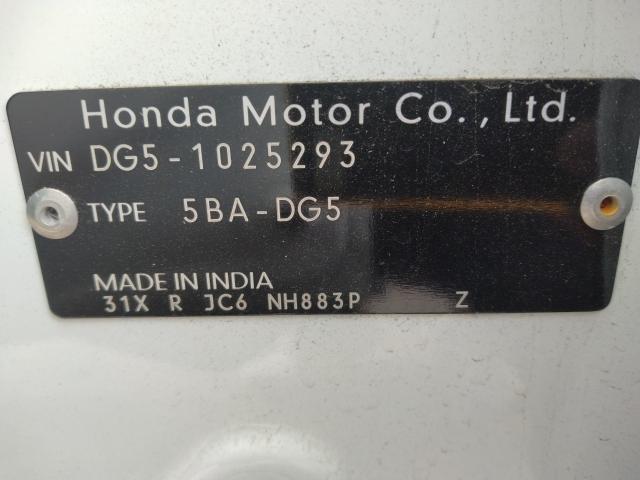 Honda Motor Co., Ltd.
VIN DG5-1025293
TYPE 5BA-DG5
MADE IN INDIA
31X R JC6 NH883P Z